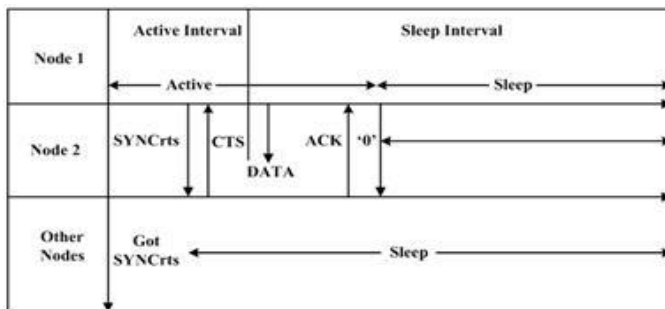 Active Interval
Sleep Interval
Node 1
Active
Sleep
SYNCrts
CTS
ACK
‘0’
Node 2
DATA
Other
Nodes
Got
SYNCrts
Sleep